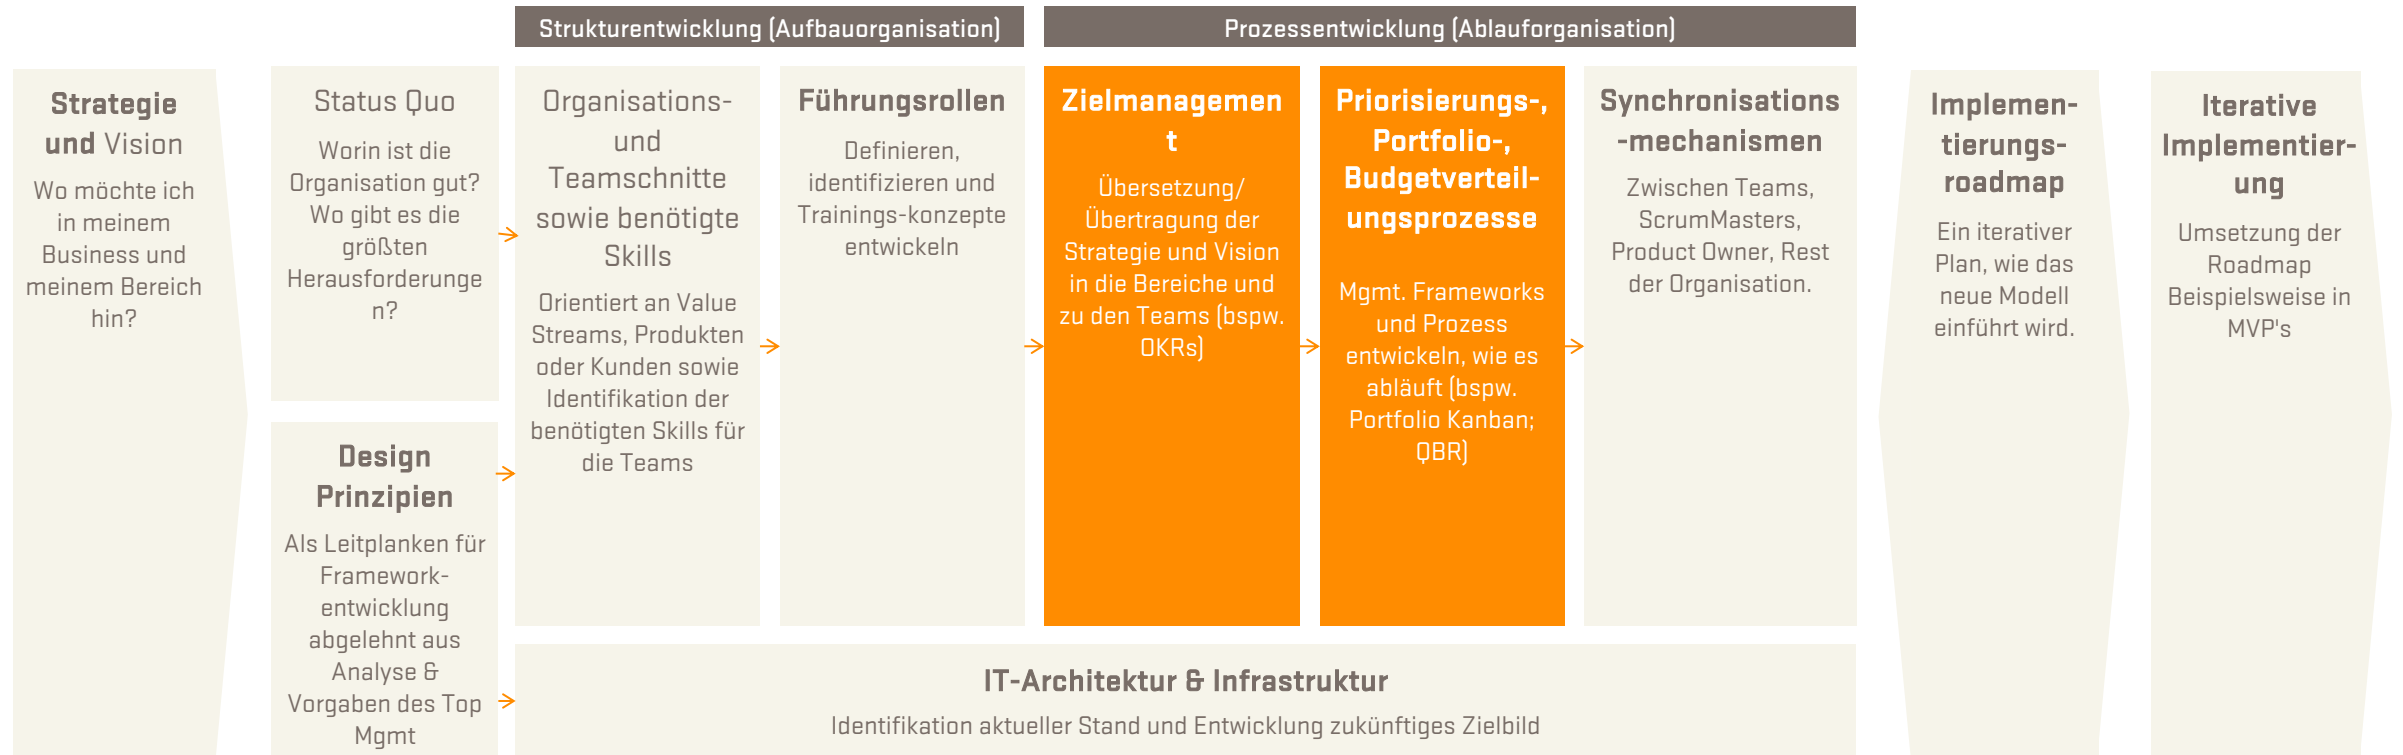 Strukturentwicklung (Aufbauorganisation)
Prozessentwicklung (Ablauforganisation)
Strategie
und Vision
Wo möchte ich
in meinem
Business und
meinem Bereich
hin?
Status Quo
Worin ist die
Organisation gut?
Wo gibt es die
größten
Herausforderunge
n?
Design
Prinzipien
Als Leitplanken für
Framework-
entwicklung
abgelehnt aus
Analyse &
Vorgaben des Top
Mgmt
Organisations-
und
Teamschnitte
sowie benötigte
Skills
Orientiert an Value
Streams, Produkten
oder Kunden sowie
Identifikation der
benötigten Skills für
die Teams
Führungsrollen
Definieren,
identifizieren und
Trainings-konzepte
entwickeln
Zielmanagemen
t
Übersetzung/
Übertragung der
Strategie und Vision
in die Bereiche und
zu den Teams (bspw.
OKRs)
Priorisierungs-,
Portfolio-,
Budgetverteil-
ungsprozesse
Mgmt. Frameworks
und Prozess
entwickeln, wie es
abläuft (bspw.
Portfolio Kanban;
QBR)
Synchronisations
-mechanismen
Zwischen Teams,
ScrumMasters,
Product Owner, Rest
der Organisation.
IT-Architektur & Infrastruktur
Identifikation aktueller Stand und Entwicklung zukünftiges Zielbild
Implemen-
tierungs-
roadmap
Ein iterativer
Plan, wie das
neue Modell
einführt wird.
Iterative
Implementier-
ung
Umsetzung der
Roadmap
Beispielsweise in
MVP's